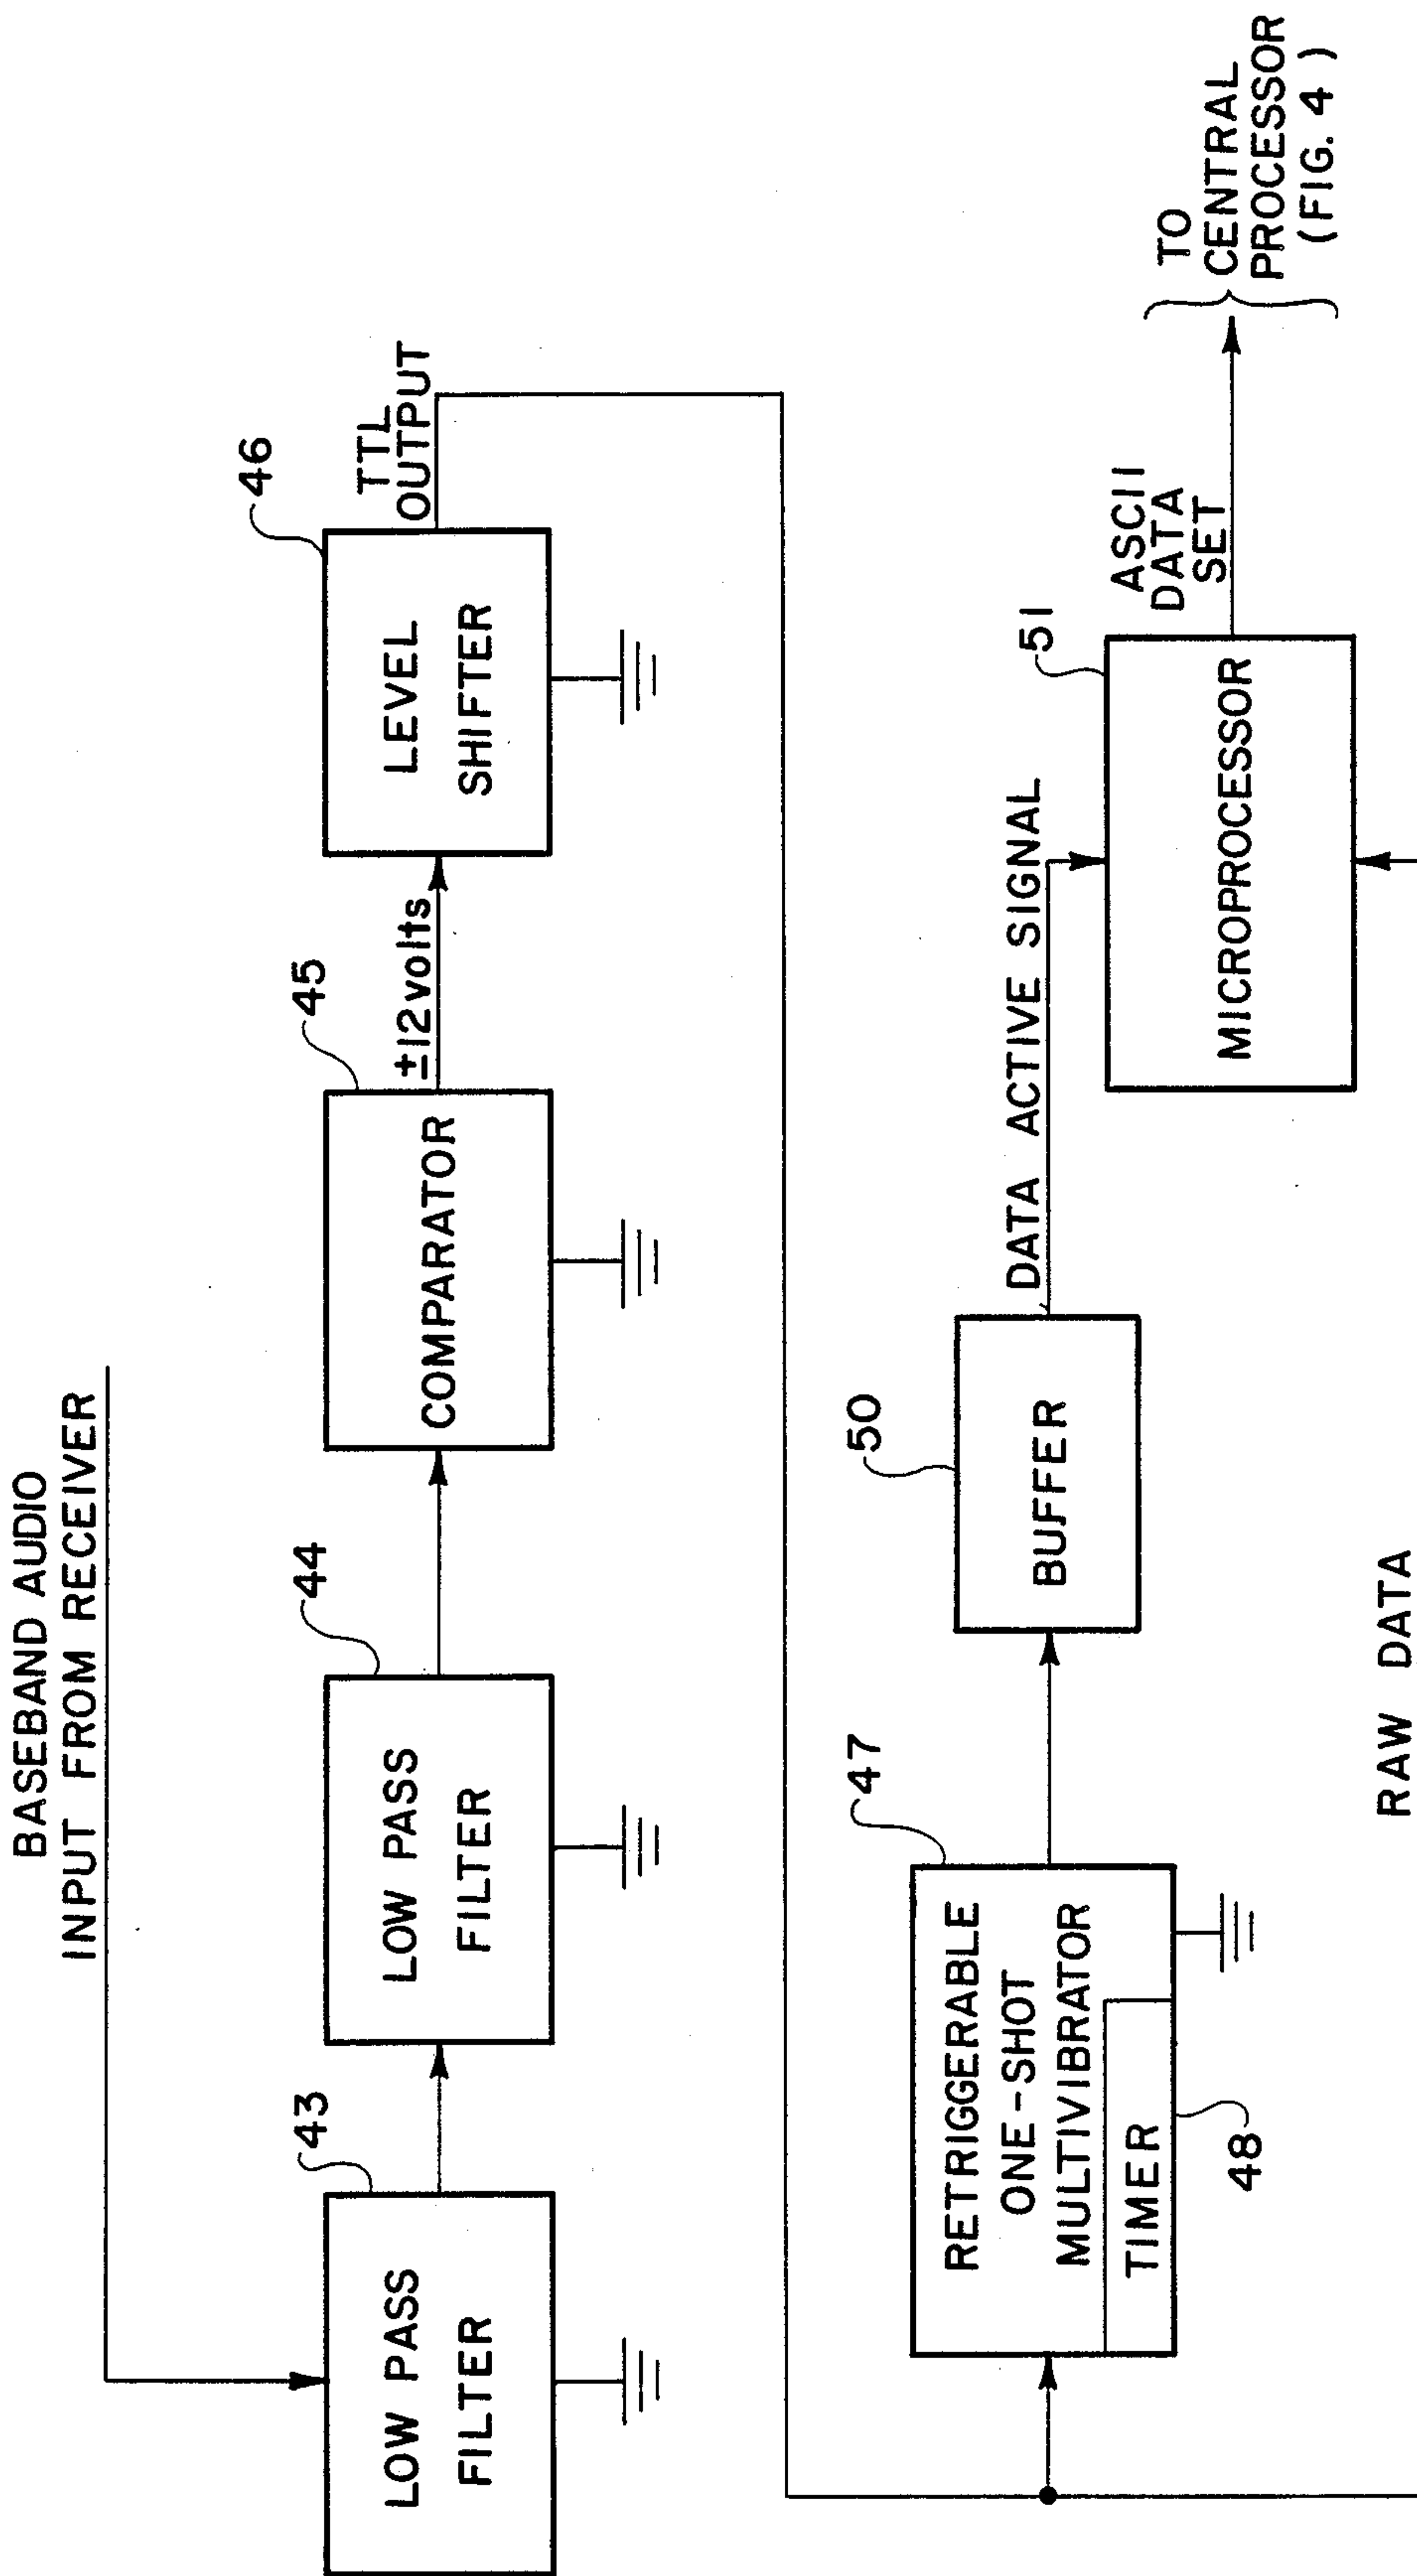 BASEBAND AUDIO
INPUT FROM RECEIVER
43
LOW PASS
FILTER
44
LOW PASS
FILTER
45
COMPARATOR
±12volts
46
LEVEL
SHIFTER
TTL
OUTPUT
47
RETRIGGERABLE
ONE-SHOT
MULTIVIBRATOR
TIMER
48
50
BUFFER
DATA ACTIVE SIGNAL
51
MICROPROCESSOR
ASCII
DATA
SET
TO
CENTRAL
PROCESSOR
(FIG. 4)
RAW DATA